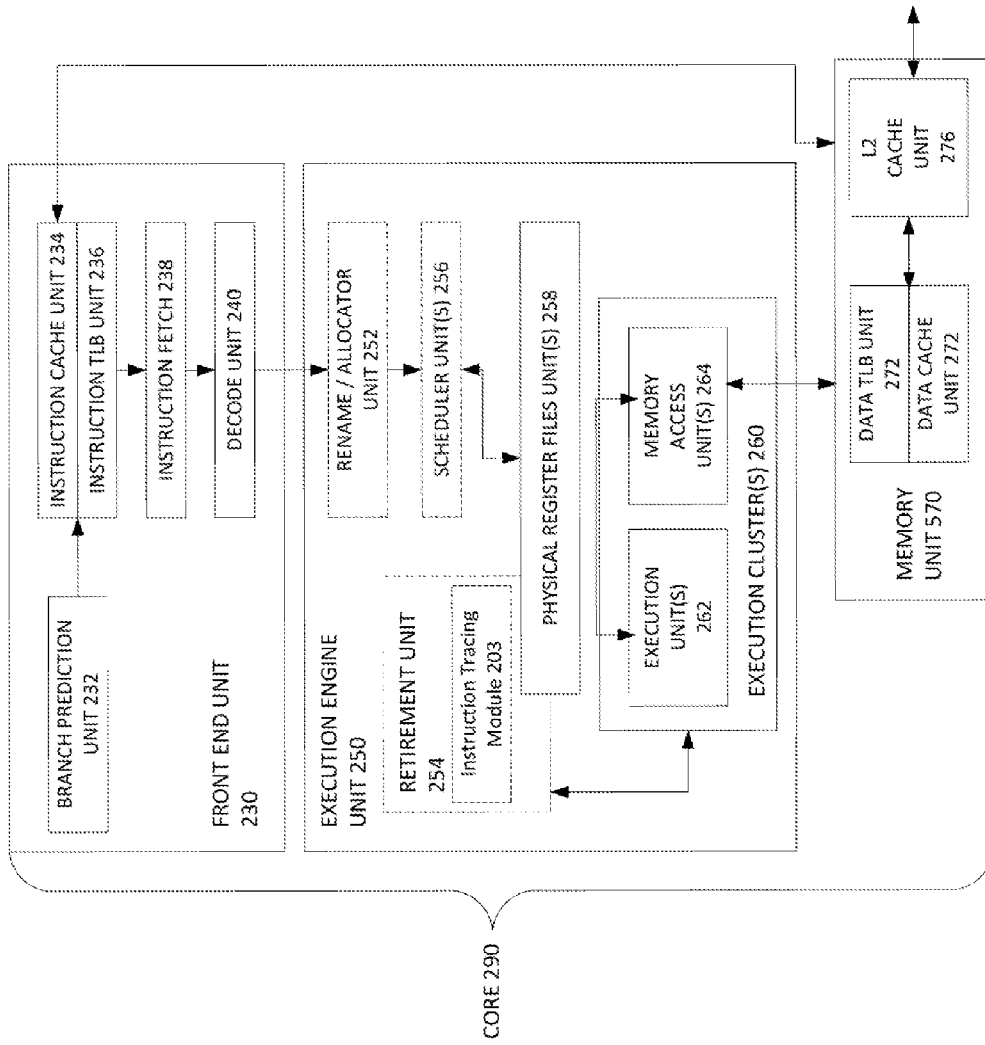 BRANCH PREDICTION
UNIT 232
INSTRUCTION CACHE UNIT 234
INSTRUCTION TLB UNIT 236
INSTRUCTION FETCH 238
DECODE UNIT 240
FRONT END UNIT
230
EXECUTION ENGINE
UNIT 250
RENAME / ALLOCATOR
UNIT 252
SCHEDULER UNIT(S) 256
RETIREMENT UNIT
254
Instruction Tracing
Module 203
PHYSICAL REGISTER FILES UNIT(S) 258
EXECUTION
UNIT(S)
262
MEMORY
ACCESS
UNIT(S) 264
EXECUTION CLUSTER(S) 260
CORE 290
MEMORY
UNIT 570
DATA TLB UNIT
272
DATA CACHE
UNIT 272
L2
CACHE
UNIT
276